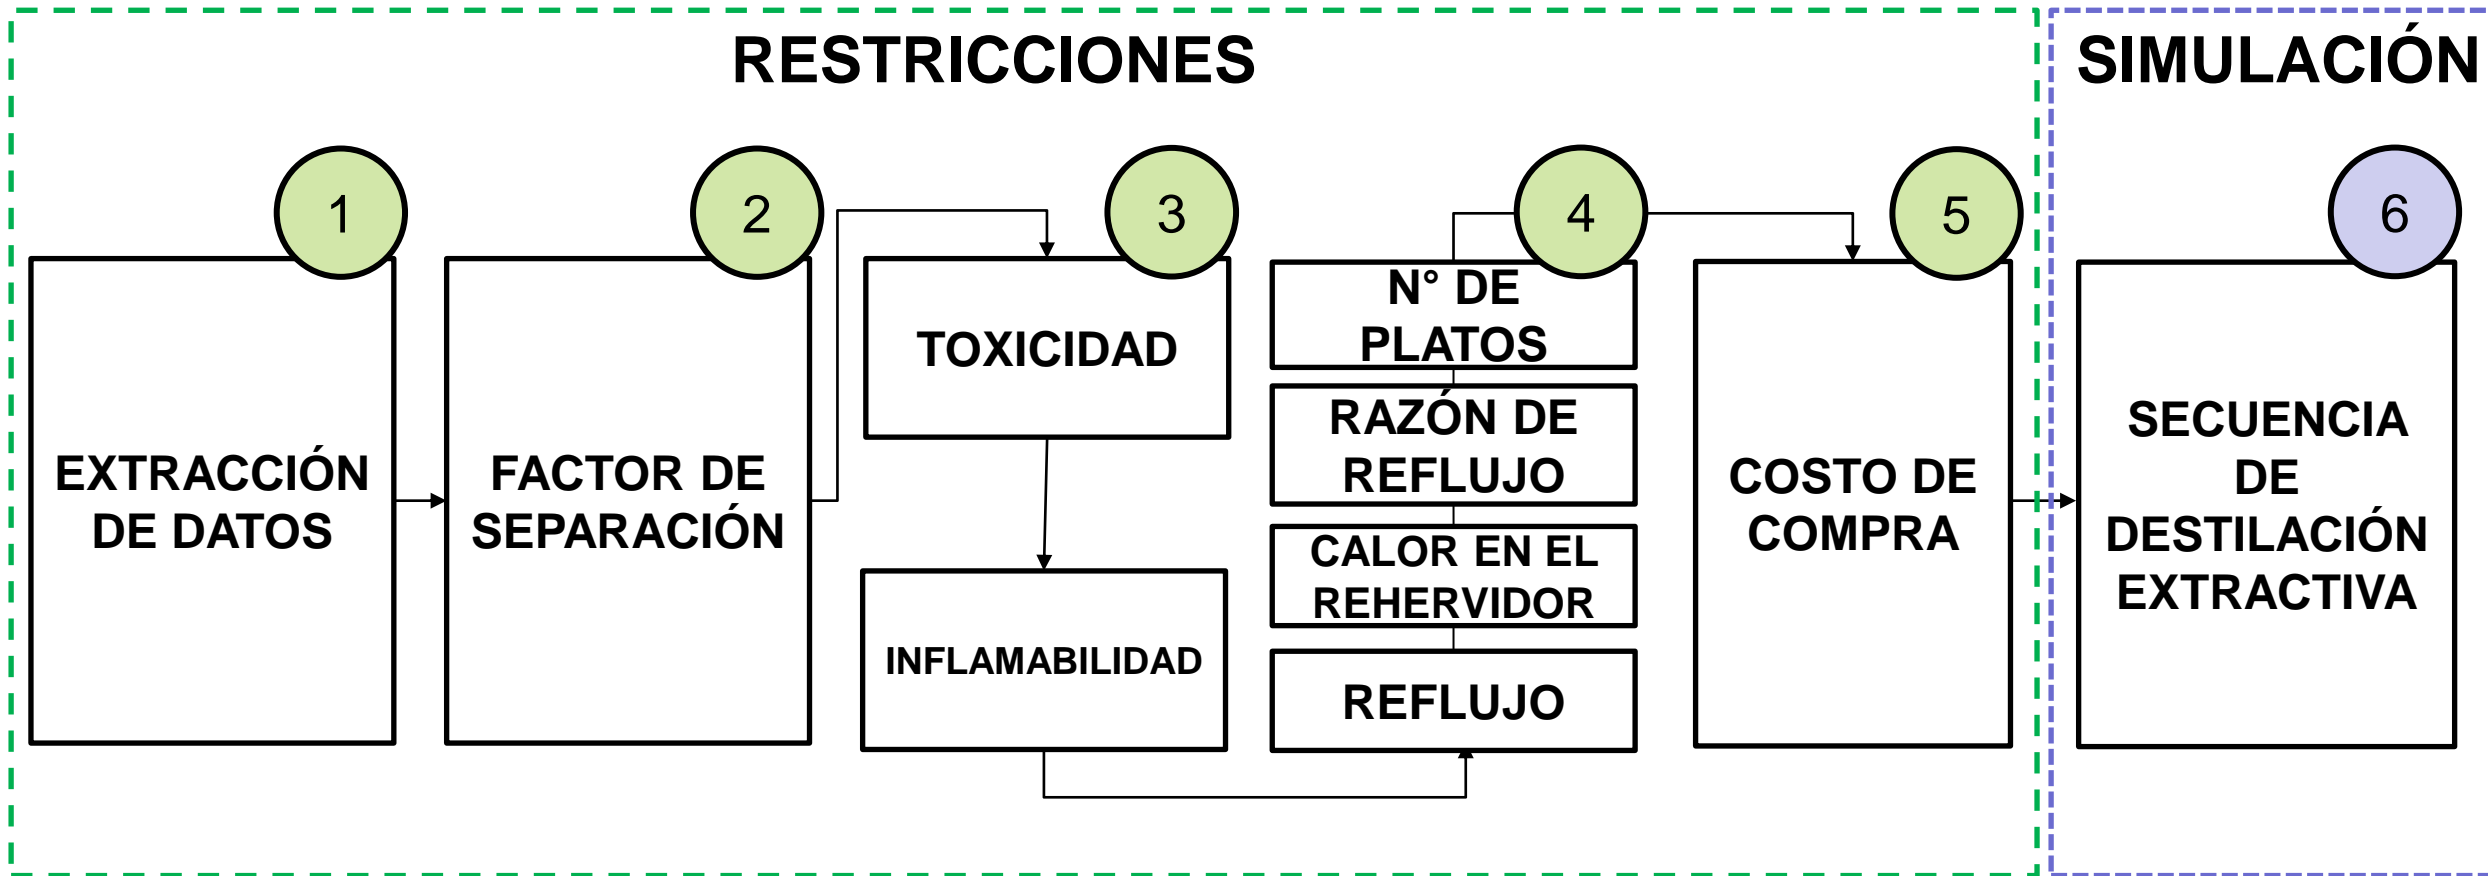 RESTRICCIONES
SIMULACIÓN
1
EXTRACCIÓN
DE DATOS
2
FACTOR DE
SEPARACIÓN
3
TOXICIDAD
INFLAMABILIDAD
4
N° DE
PLATOS
RAZÓN DE
REFLUJO
CALOR EN EL
REHERVIDOR
REFLUJO
5
COSTO DE
COMPRA
6
SECUENCIA
DE
DESTILACIÓN
EXTRACTIVA